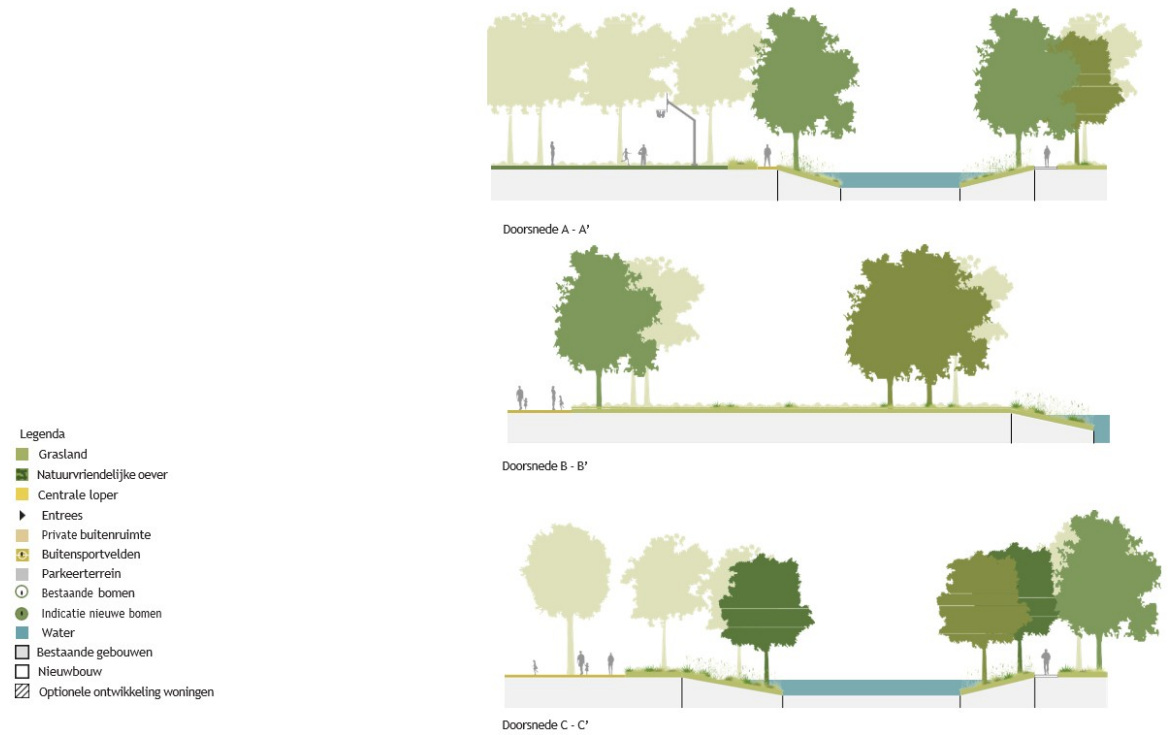 Doorsnede A - A'
Doorsnede B - B'
Legenda
Grasland
Natuurvriendelijke oever
Centrale loper
Entrees
Private buitenruimte
Buitensportvelden
Parkeerterrein
Bestaande bomen
Indicatie nieuwe bomen
Water
Bestaande gebouwen
Nieuwbouw
Optionele ontwikkeling woningen
Doorsnede C - C'